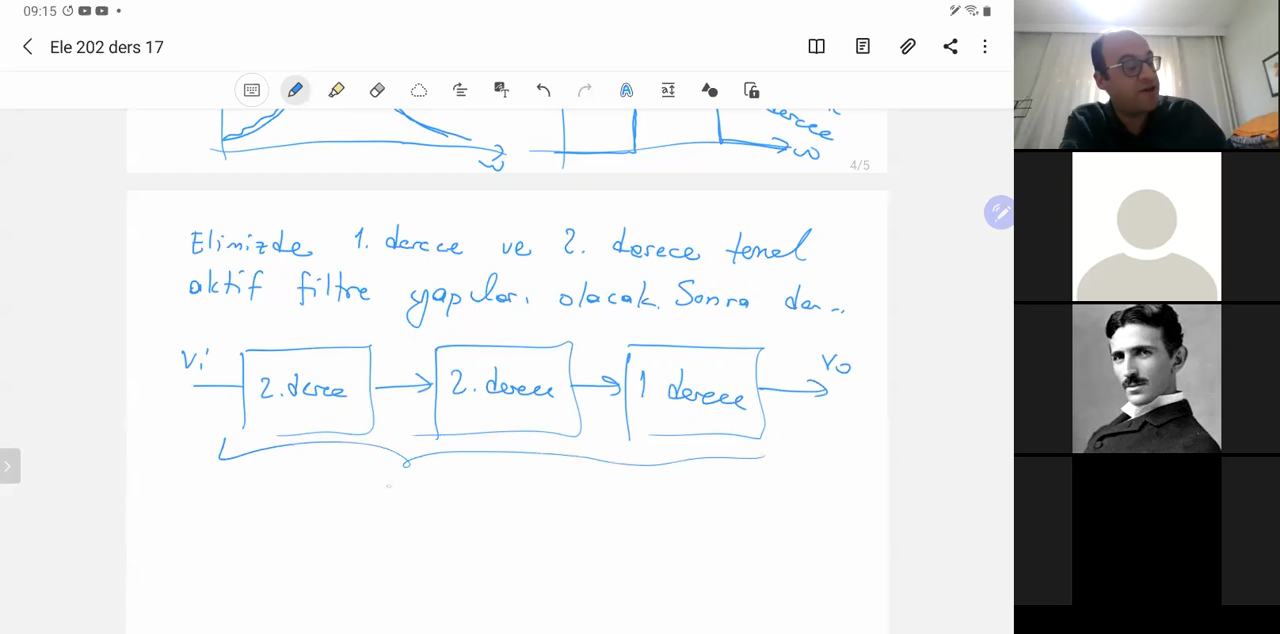 09:15
Ele 202 ders 17
derece
ω
ω
4/5
Elimizde 1. derece ve 2. derece temel
aktif filtre yapıları olacak. Sonra da..
Vi
2. derece
2. derece
1 derece
Vo